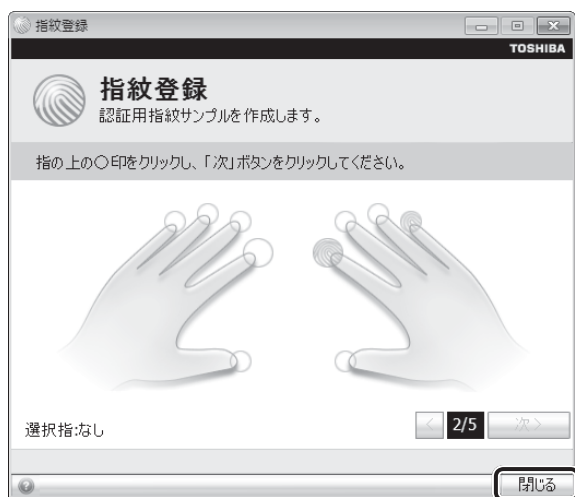 指紋登録
TOSHIBA
指紋登録
認証用指紋サンプルを作成します。
指の上の○印をクリックし、「次」ボタンをクリックしてください。
選択指:なし
< 2/5 次>
閉じる